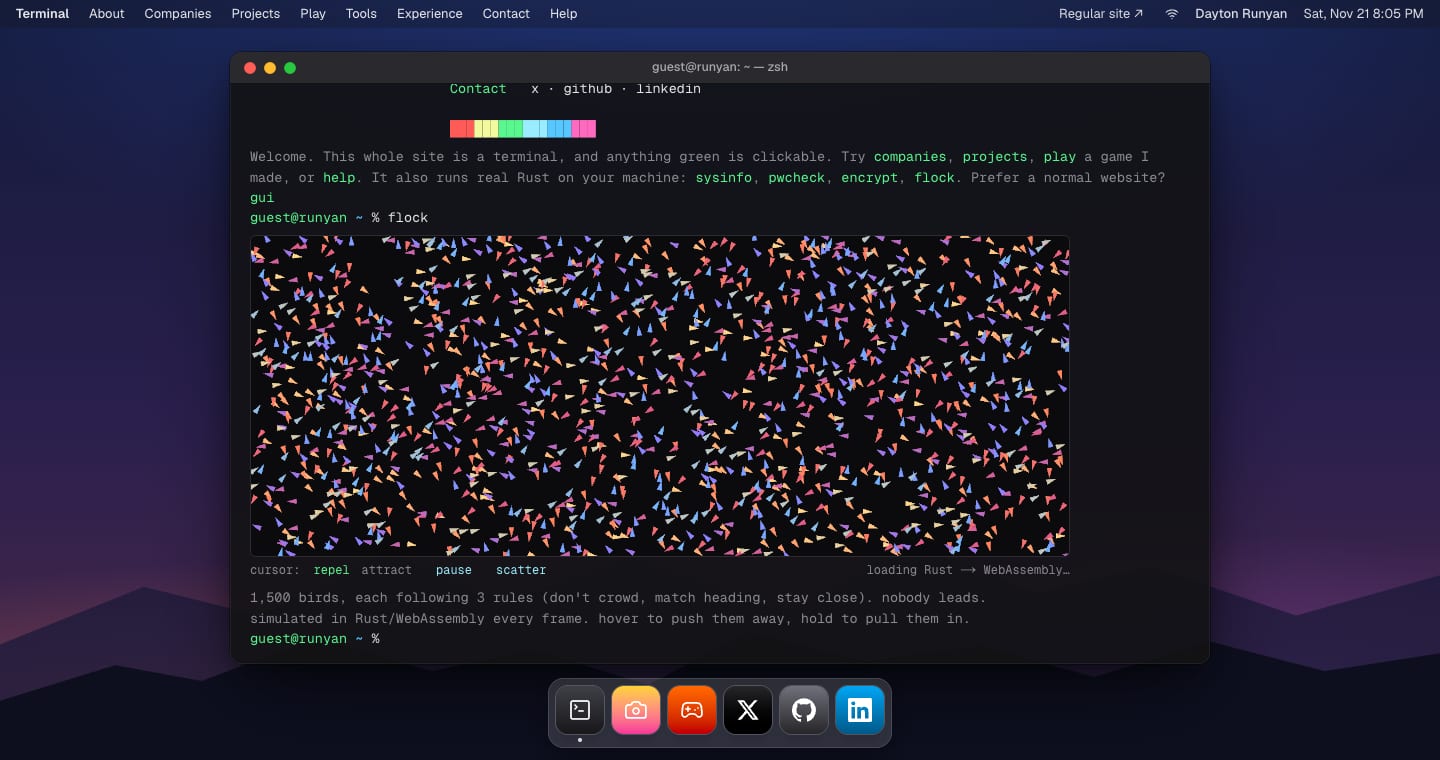 Terminal About Companies Projects Play Tools Experience Contact Help Regular site ↗ Dayton Runyan Sat, Nov 21 8:05 PM
guest@runyan: ~ — zsh
Contact x · github · linkedin
Welcome. This whole site is a terminal, and anything green is clickable. Try companies, projects, play a game I
made, or help. It also runs real Rust on your machine: sysinfo, pwcheck, encrypt, flock. Prefer a normal website?
gui
guest@runyan ~ % flock
cursor: repel attract pause scatter loading Rust → WebAssembly…
1,500 birds, each following 3 rules (don't crowd, match heading, stay close). nobody leads.
simulated in Rust/WebAssembly every frame. hover to push them away, hold to pull them in.
guest@runyan ~ %
in